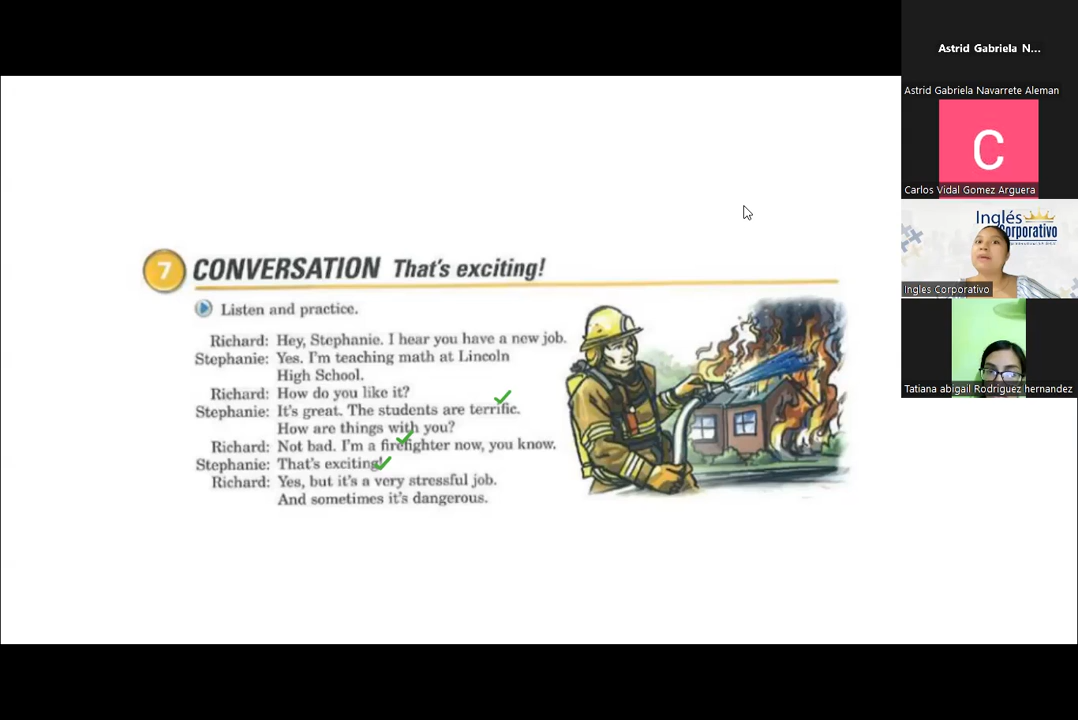 Astrid Gabriela N...
Astrid Gabriela Navarrete Aleman
C
Carlos Vidal Gomez Arguera
Inglés
Corporativo
Ingles Corporativo
Tatiana abigail Rodriguez hernandez
7 CONVERSATION That's exciting!
Listen and practice.
Richard: Hey, Stephanie. I hear you have a new job.
Stephanie: Yes. I'm teaching math at Lincoln
High School.
Richard: How do you like it?
Stephanie: It's great. The students are terrific.
How are things with you?
Richard: Not bad. I'm a firefighter now, you know.
Stephanie: That's exciting!
Richard: Yes, but it's a very stressful job.
And sometimes it's dangerous.